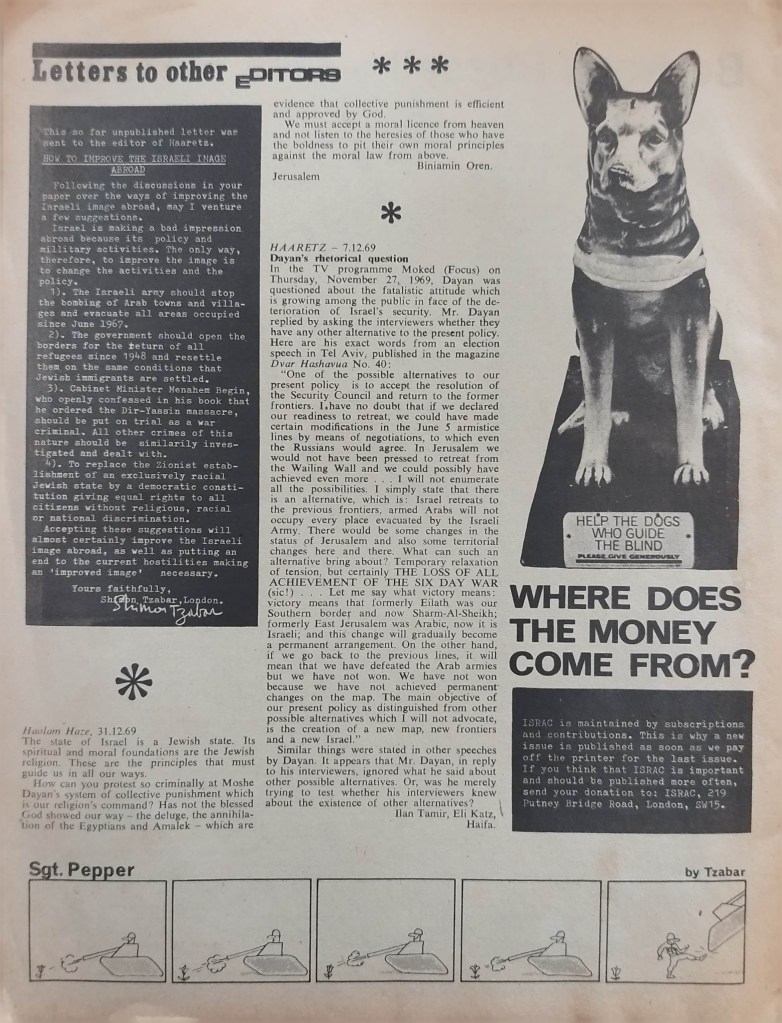 Letters to other EDITORS
* * *
This so far unpublished letter was
sent to the editor of Haaretz.
HOW TO IMPROVE THE ISRAELI IMAGE
ABROAD
Following the discussions in your
paper over the ways of improving the
Israeli image abroad, may I venture
a few suggestions.
Israel is making a bad impression
abroad because its policy and
millitary activities. The only way,
therefore, to improve the image is
to change the activities and the
policy.
1). The Israeli army should stop
the bombing of Arab towns and villa-
ges and evacuate all areas occupied
since June 1967.
2). The government should open the
borders for the return of all
refugees since 1948 and resettle
them on the same conditions that
Jewish immigrants are settled.
3). Cabinet Minister Menahem Begin,
who openly confessed in his book that
he ordered the Dir-Yassin massacre,
should be put on trial as a war
criminal. All other crimes of this
nature should be similarily inves-
tigated and dealt with.
4). To replace the Zionist estab-
lishment of an exclusively racial
Jewish state by a democratic consti-
tution giving equal rights to all
citizens without religious, racial
or national discrimination.
Accepting these suggestions will
almost certainly improve the Israeli
image abroad, as well as putting an
end to the current hostilities making
an 'improved image' necessary.
Yours faithfully,
Shimon Tzabar, London.
Shimon Tzabar
*
Haolam Haze, 31.12.69
The state of Israel is a Jewish state. Its
spiritual and moral foundations are the Jewish
religion. These are the principles that must
guide us in all our ways.
How can you protest so criminally at Moshe
Dayan's system of collective punishment which
is our religion's command? Has not the blessed
God showed our way – the deluge, the annihila-
tion of the Egyptians and Amalek – which are
evidence that collective punishment is efficient
and approved by God.
We must accept a moral licence from heaven
and not listen to the heresies of those who have
the boldness to pit their own moral principles
against the moral law from above.
Biniamin Oren.
Jerusalem
*
HAARETZ – 7.12.69
Dayan's rhetorical question
In the TV programme Moked (Focus) on
Thursday, November 27, 1969, Dayan was
questioned about the fatalistic attitude which
is growing among the public in face of the de-
terioration of Israel's security. Mr. Dayan
replied by asking the interviewers whether they
have any other alternative to the present policy.
Here are his exact words from an election
speech in Tel Aviv, published in the magazine
Dvar Hashavua No. 40:
"One of the possible alternatives to our
present policy is to accept the resolution of
the Security Council and return to the former
frontiers. I have no doubt that if we declared
our readiness to retreat, we could have made
certain modifications in the June 5 armistice
lines by means of negotiations, to which even
the Russians would agree. In Jerusalem we
would not have been pressed to retreat from
the Wailing Wall and we could possibly have
achieved even more . . . I will not enumerate
all the possibilities. I simply state that there
is an alternative, which is: Israel retreats to
the previous frontiers, armed Arabs will not
occupy every place evacuated by the Israeli
Army. There would be some changes in the
status of Jerusalem and also some territorial
changes here and there. What can such an
alternative bring about? Temporary relaxation
of tension, but certainly THE LOSS OF ALL
ACHIEVEMENT OF THE SIX DAY WAR
(sic!) . . . Let me say what victory means:
victory means that formerly Eilath was our
Southern border and now Sharm-Al-Sheikh;
formerly East Jerusalem was Arabic, now it is
Israeli; and this change will gradually become
a permanent arrangement. On the other hand,
if we go back to the previous lines, it will
mean that we have defeated the Arab armies
but we have not won. We have not won
because we have not achieved permanent
changes on the map. The main objective of
our present policy as distinguished from other
possible alternatives which I will not advocate,
is the creation of a new map, new frontiers
and a new Israel."
Similar things were stated in other speeches
by Dayan. It appears that Mr. Dayan, in reply
to his interviewers, ignored what he said about
other possible alternatives. Or, was he merely
trying to test whether his interviewers knew
about the existence of other alternatives?
Ilan Tamir, Eli Katz,
Haifa.
HELP THE DOGS
WHO GUIDE
THE BLIND
PLEASE GIVE GENEROUSLY
WHERE DOES
THE MONEY
COME FROM?
ISRAC is maintained by subscriptions
and contributions. This is why a new
issue is published as soon as we pay
off the printer for the last issue.
If you think that ISRAC is important
and should be published more often,
send your donation to: ISRAC, 219
Putney Bridge Road, London, SW15.
Sgt. Pepper
by Tzabar